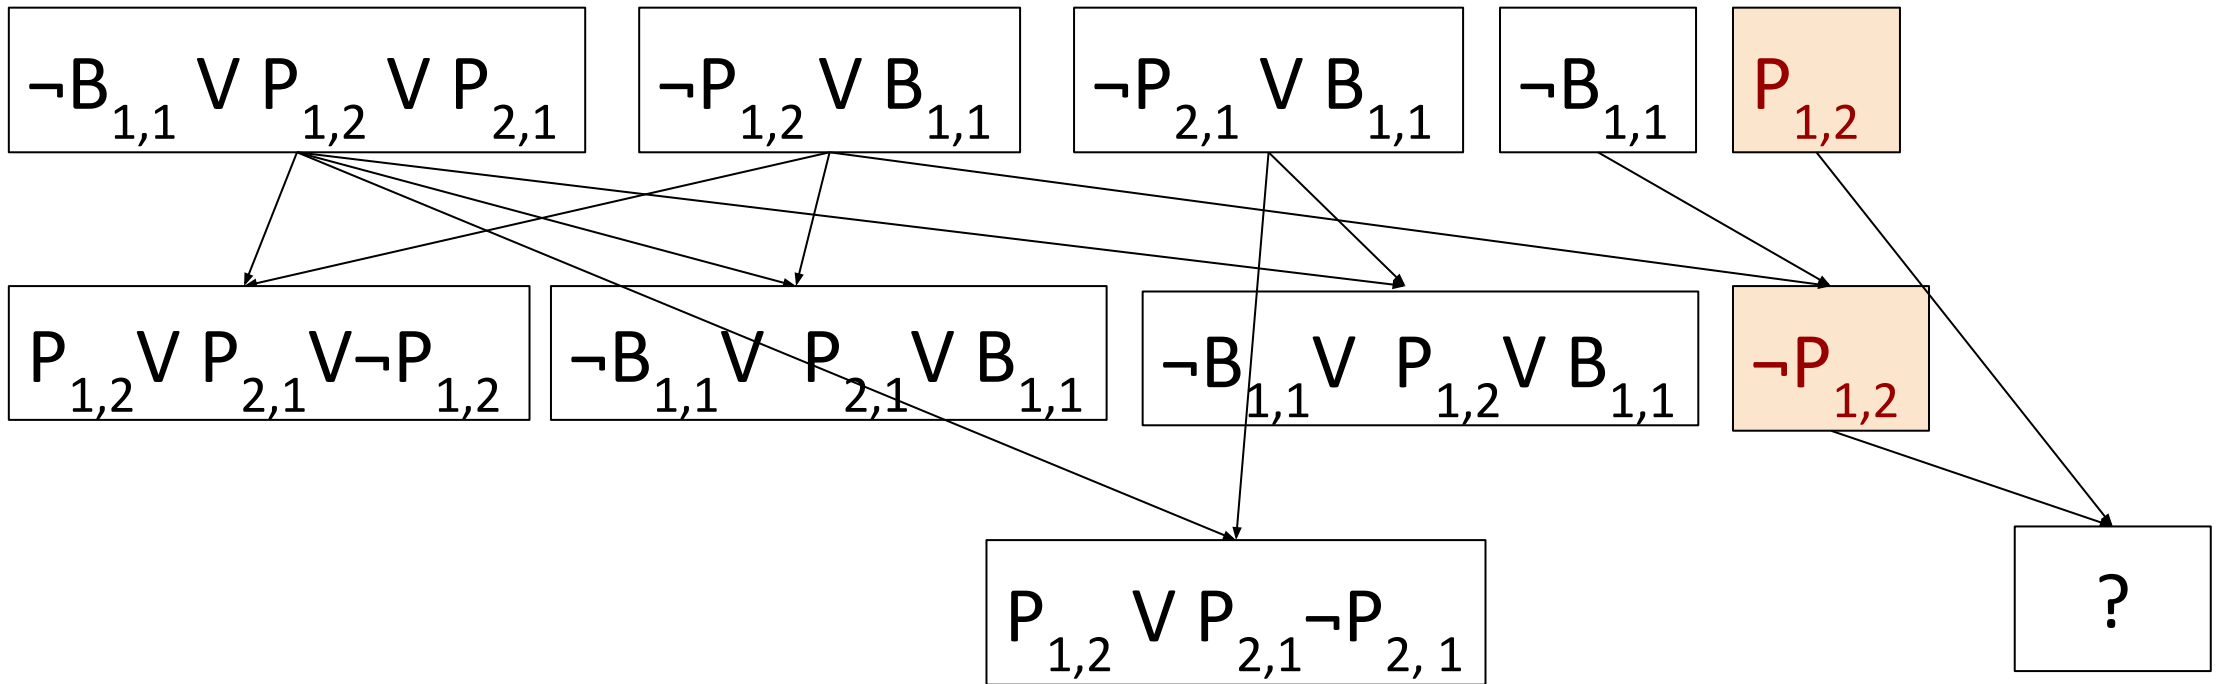 ¬B1,1 V P1,2 V P2,1
¬P1,2 V B1,1
¬P2,1 V B1,1
¬B1,1
P1,2
P1,2V P2,1V¬P1,2
¬B1,1V P2,1V B1,1
¬B1,1V P1,2V B1,1
¬P1,2
P1,2 V P2,1¬P2, 1
?